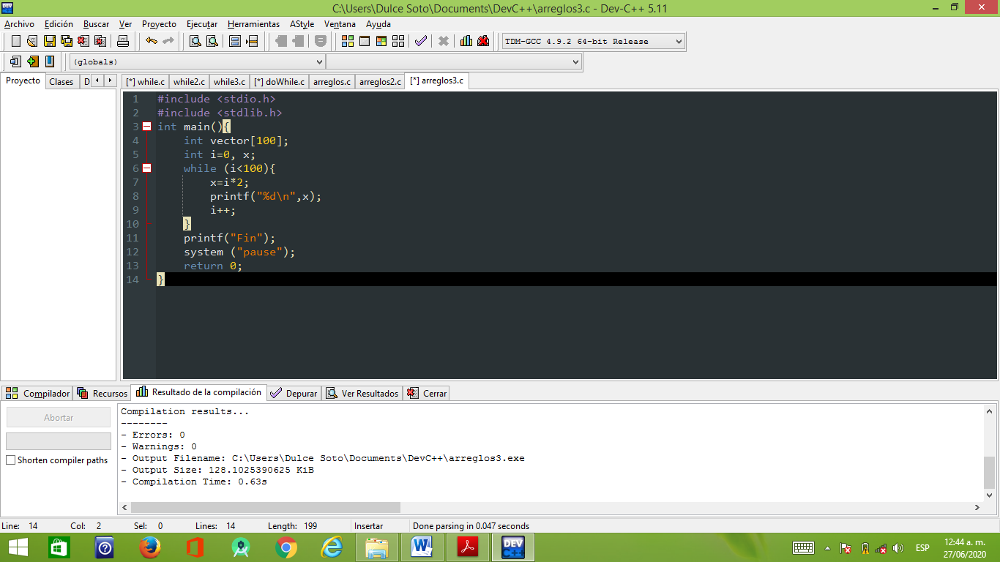 C:\Users\Dulce Soto\Documents\DevC++\arreglos3.c - Dev-C++ 5.11
Archivo Edición Buscar Ver Proyecto Ejecutar Herramientas AStyle Ventana Ayuda
TDM-GCC 4.9.2 64-bit Release
(globals)
Proyecto Clases D [*] while.c while2.c while3.c [*] doWhile.c arreglos.c arreglos2.c [*] arreglos3.c
1 #include <stdio.h>
2 #include <stdlib.h>
3 int main(){
4 int vector[100];
5 int i=0, x;
6 while (i<100){
7 x=i*2;
8 printf("%d\n",x);
9 i++;
10 }
11 printf("Fin");
12 system ("pause");
13 return 0;
14 }
Compilador Recursos Resultado de la compilación Depurar Ver Resultados Cerrar
Abortar
Shorten compiler paths
Compilation results...
--------
- Errors: 0
- Warnings: 0
- Output Filename: C:\Users\Dulce Soto\Documents\DevC++\arreglos3.exe
- Output Size: 128.1025390625 KiB
- Compilation Time: 0.63s
Line: 14 Col: 2 Sel: 0 Lines: 14 Length: 199 Insertar Done parsing in 0.047 seconds
DEV C++
ESP
12:44 a. m.
27/06/2020